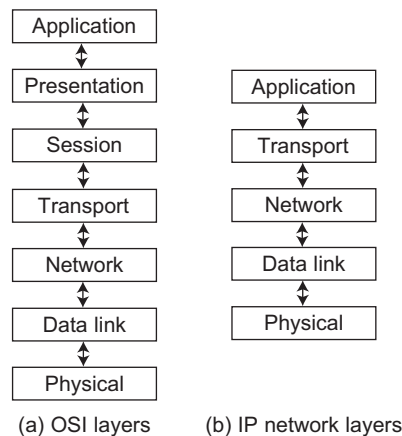 Application
Presentation
Session
Transport
Network
Data link
Physical
(a) OSI layers
Application
Transport
Network
Data link
Physical
(b) IP network layers